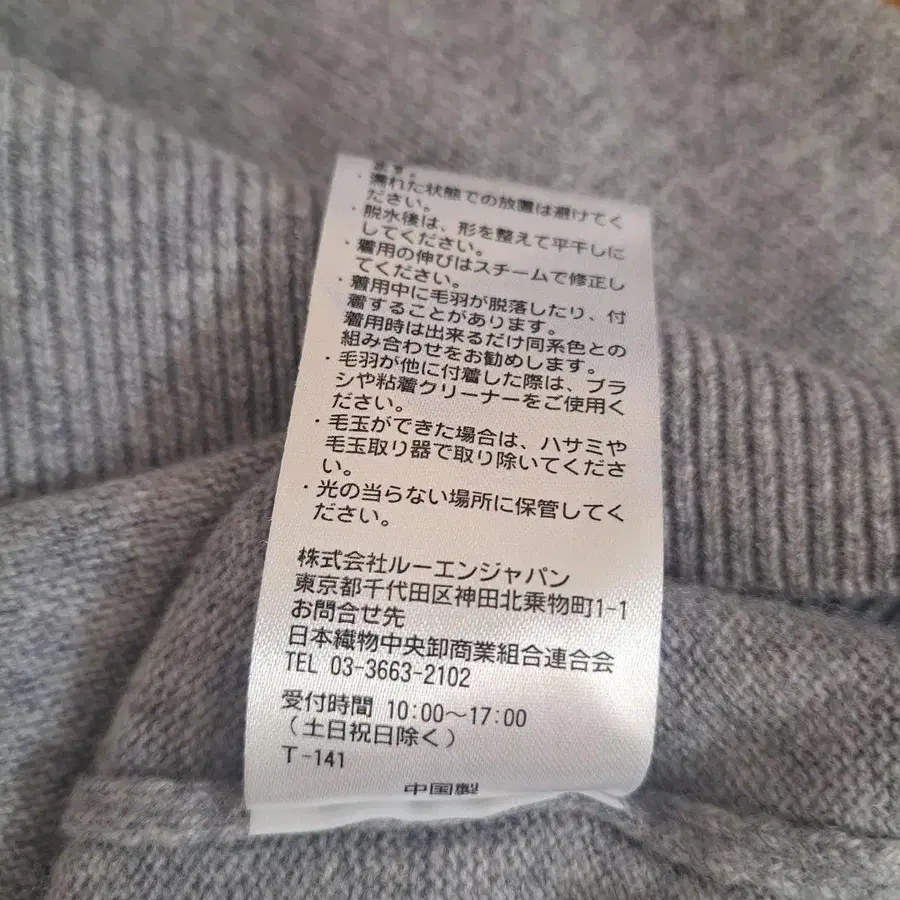 ・濡れた状態での放置は避けてく
ださい。
・脱水後は、形を整えて平干しに
してください。
・着用の伸びはスチームで修正し
てください。
・着用中に毛羽が脱落したり、付
着することがあります。
着用時は出来るだけ同系色との
組み合わせをお勧めします。
・毛羽が他に付着した際は、ブラ
シや粘着クリーナーをご使用く
ださい。
・毛玉ができた場合は、ハサミや
毛玉取り器で取り除いてくださ
い。
・光の当らない場所に保管してく
ださい。
株式会社ルーエンジャパン
東京都千代田区神田北乗物町1-1
お問合せ先
日本織物中央卸商業組合連合会
TEL 03-3663-2102
受付時間 10:00～17:00
（土日祝日除く）
T-141
中国製